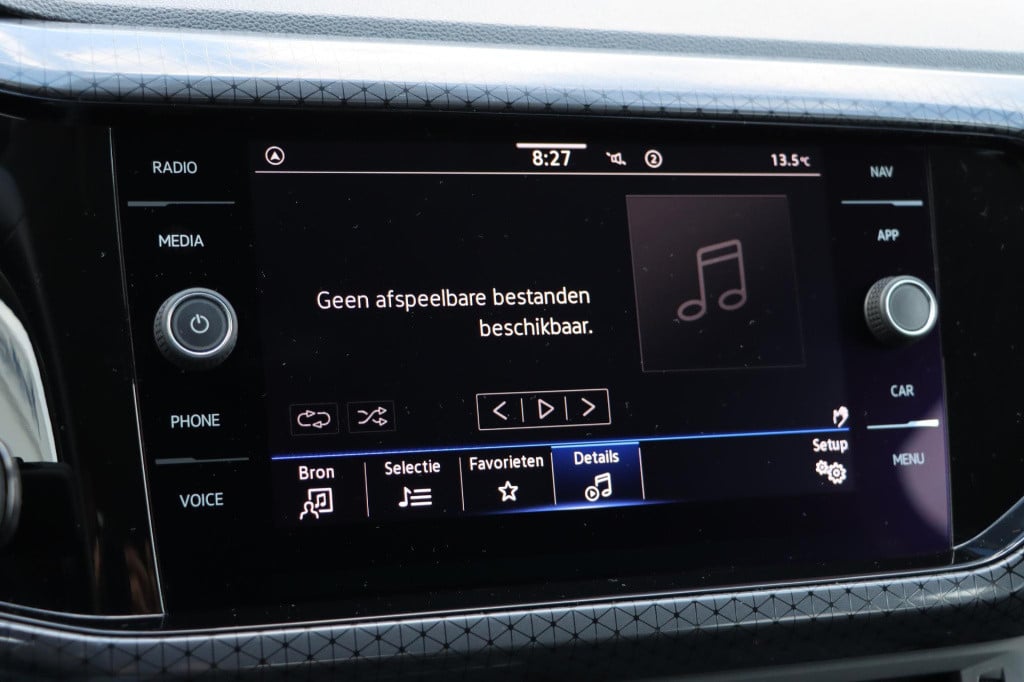 RADIO
MEDIA
PHONE
VOICE
8:27
2
13.5°C
Geen afspeelbare bestanden
beschikbaar.
Bron
Selectie
Favorieten
Details
Setup
NAV
APP
CAR
MENU